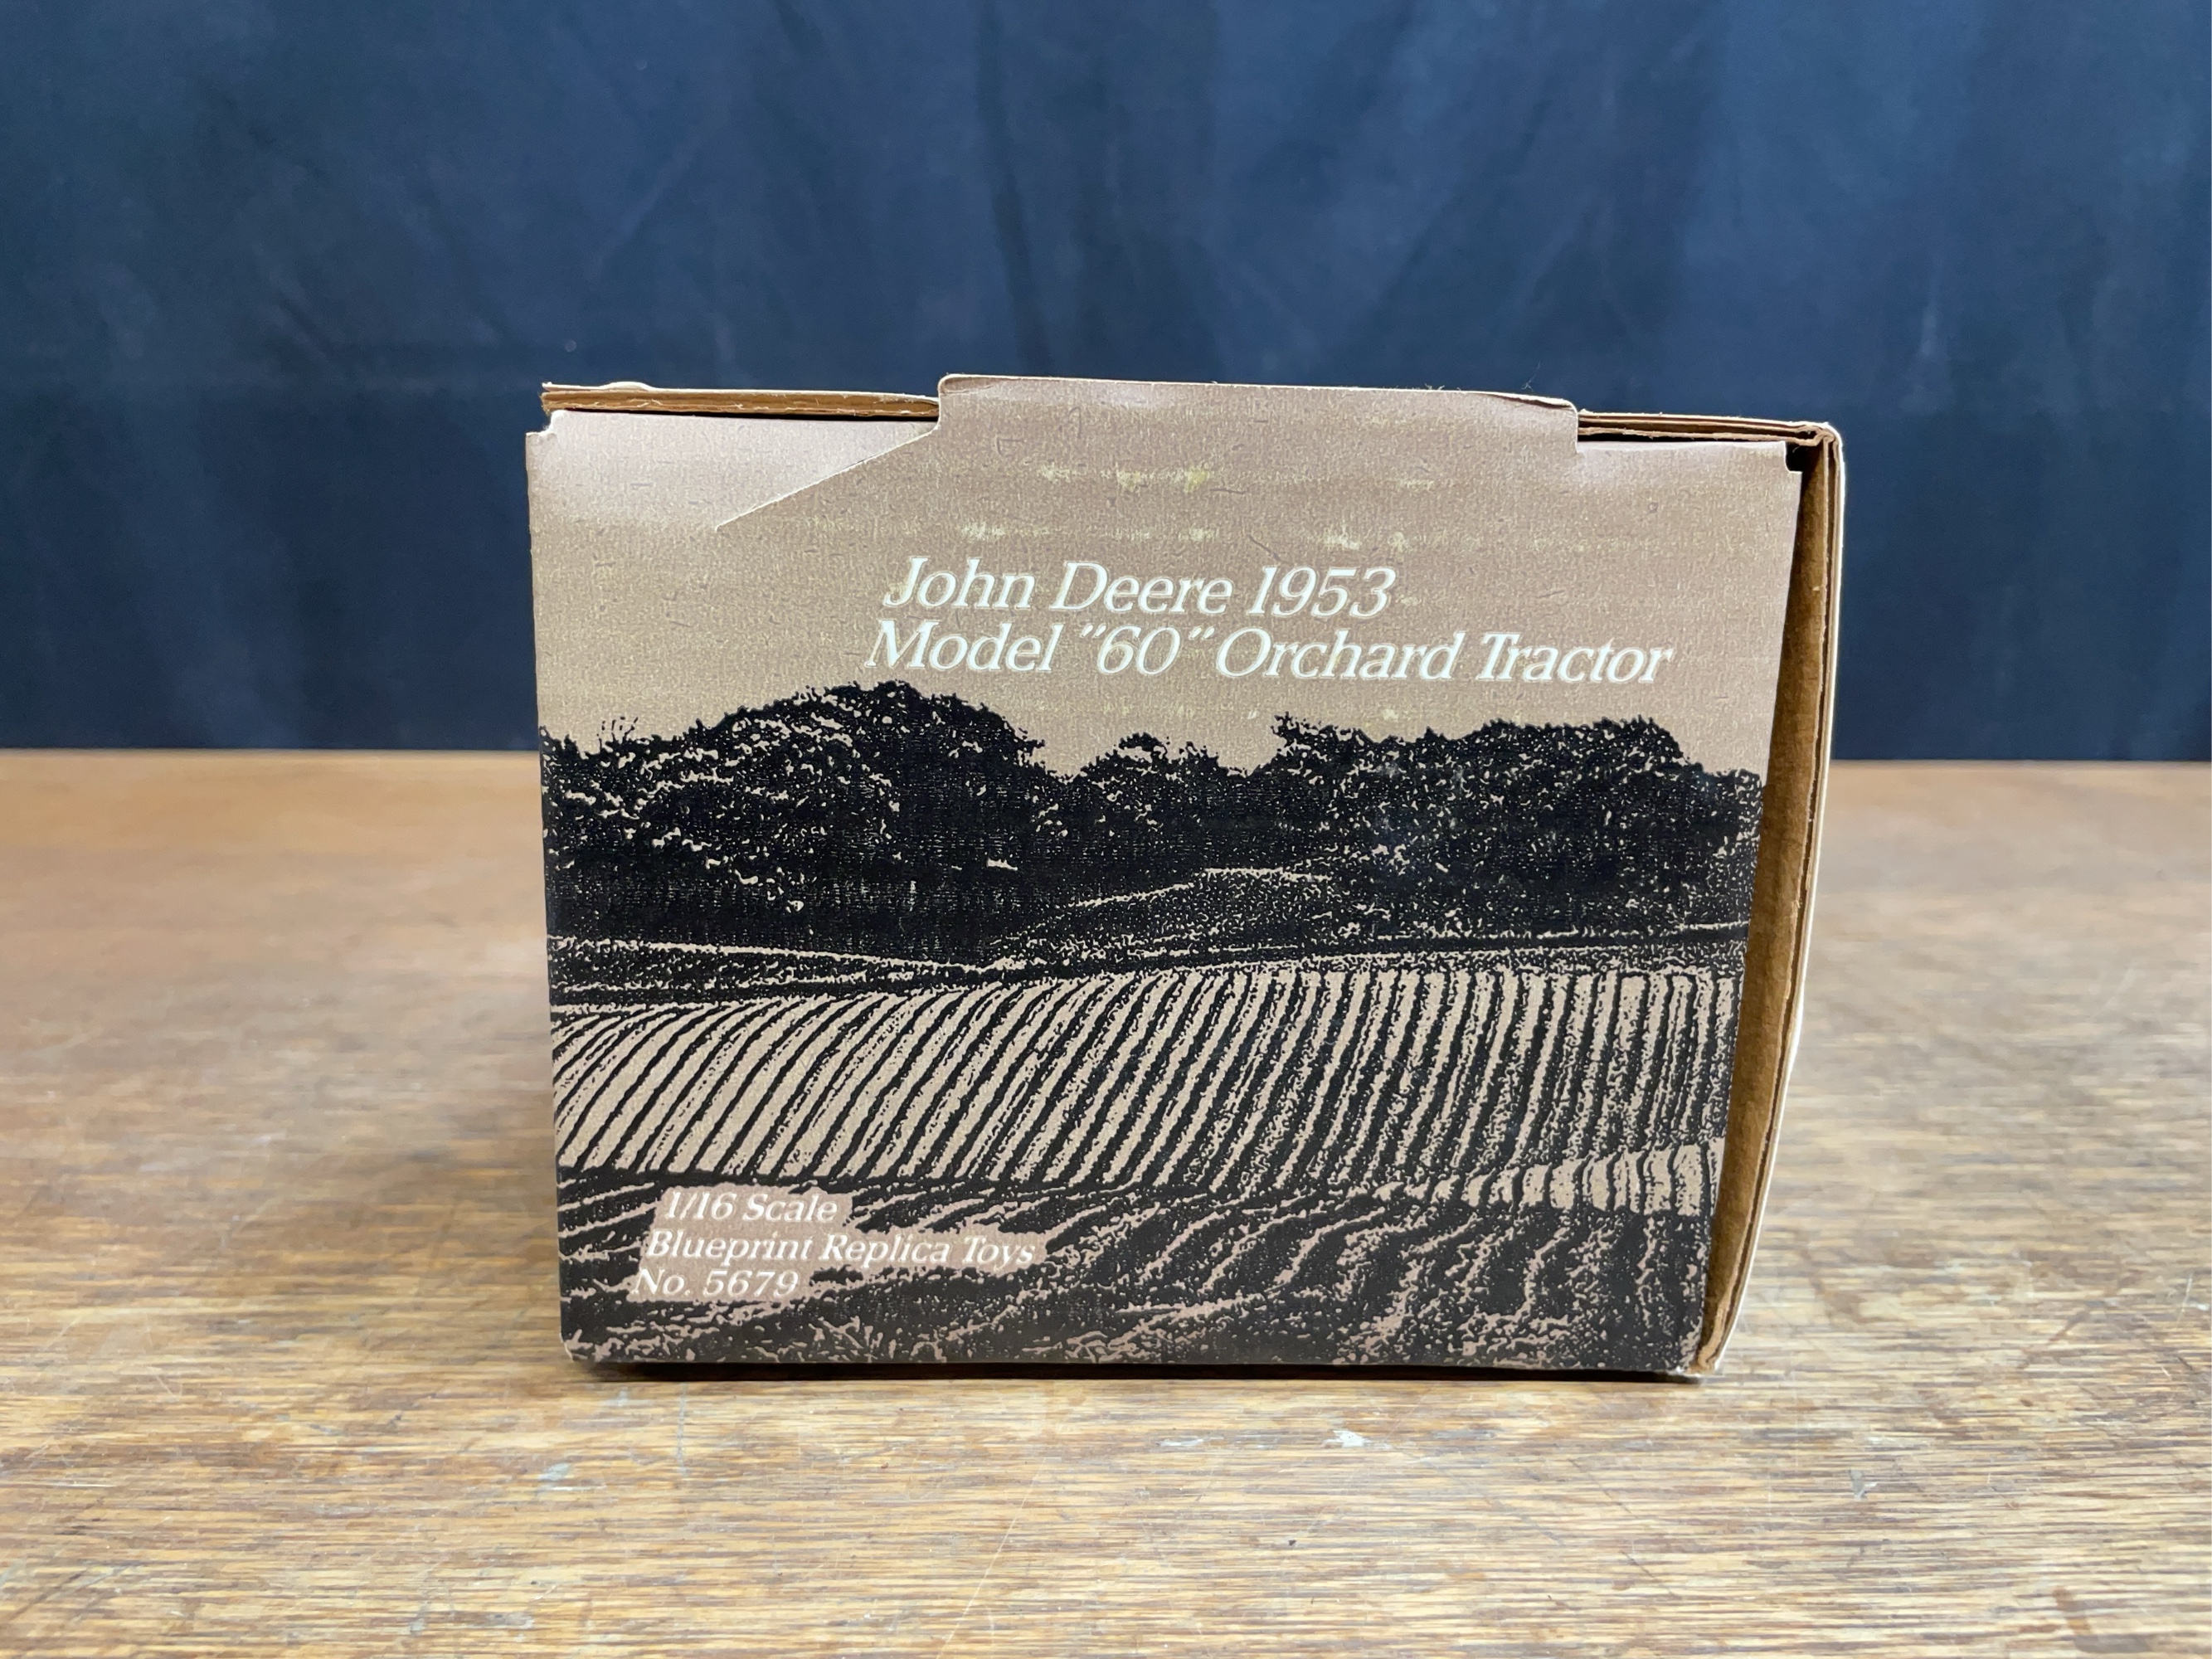 John Deere 1953
Model "60" Orchard Tractor
1/16 Scale
Blueprint Replica Toys
No. 5679